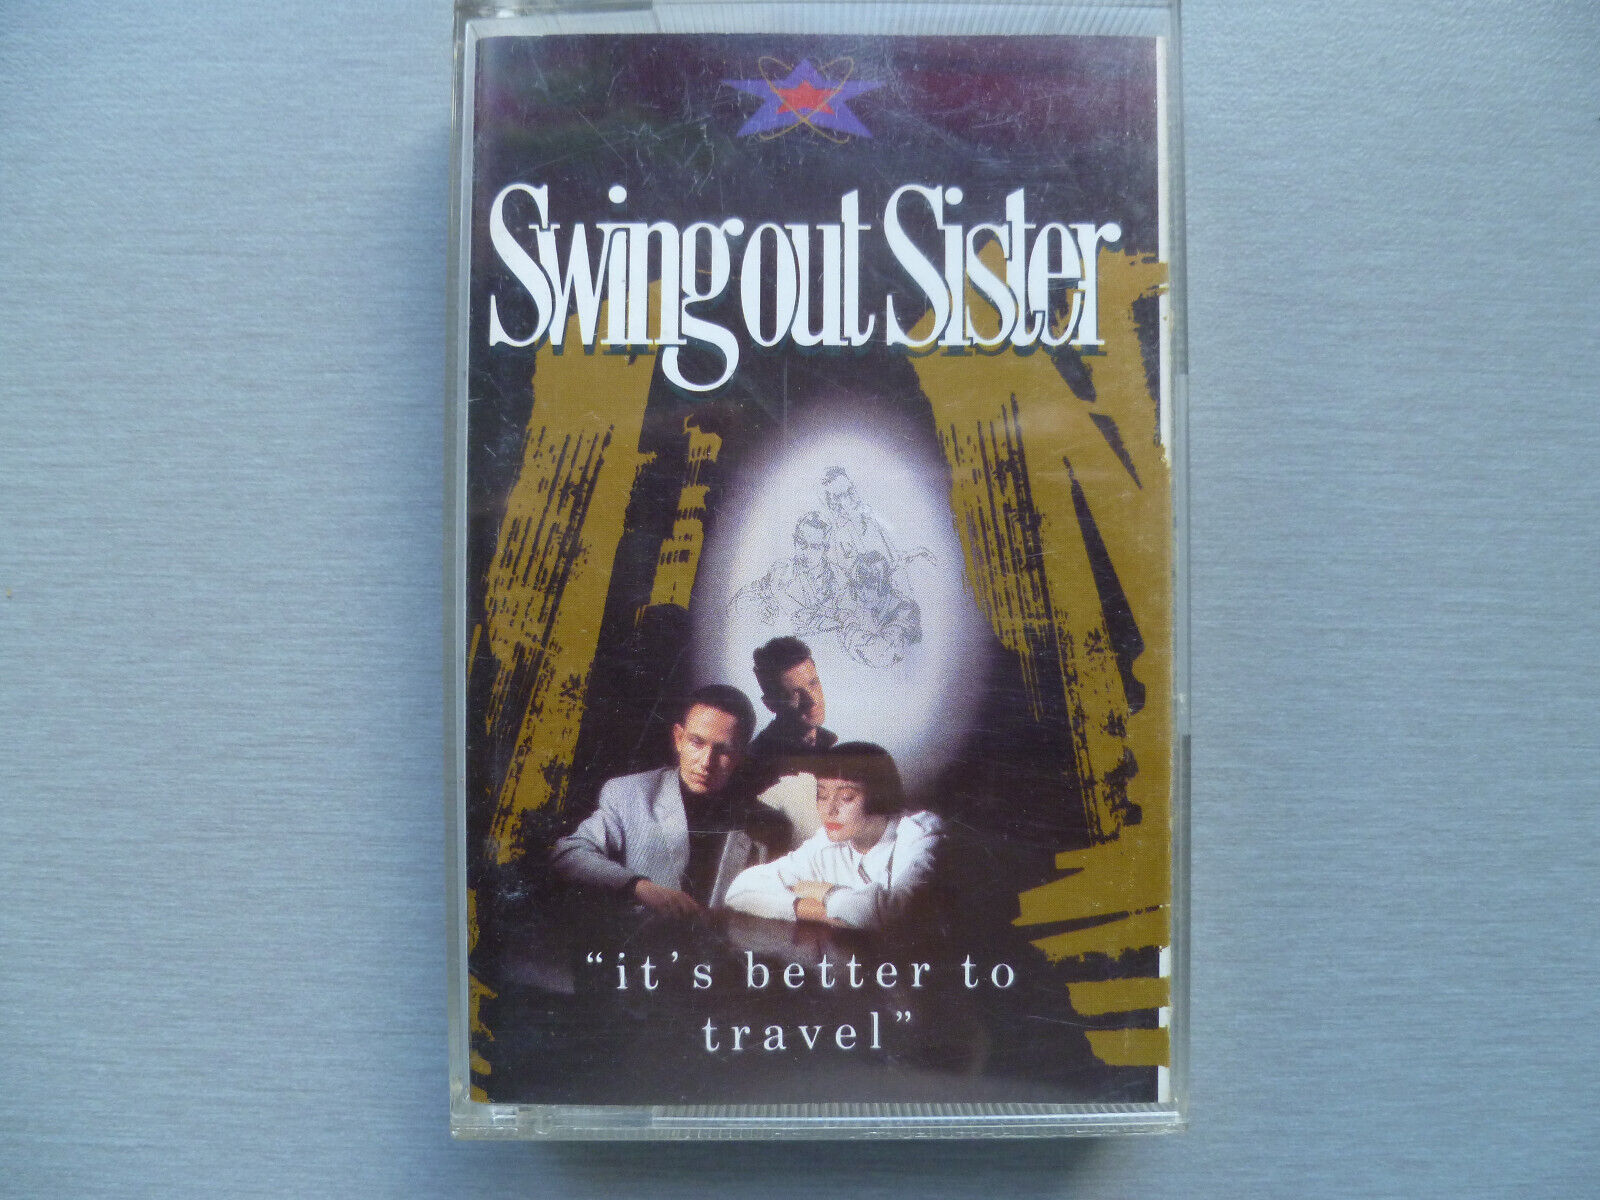 Swing out Sister
“it’s better to
travel”